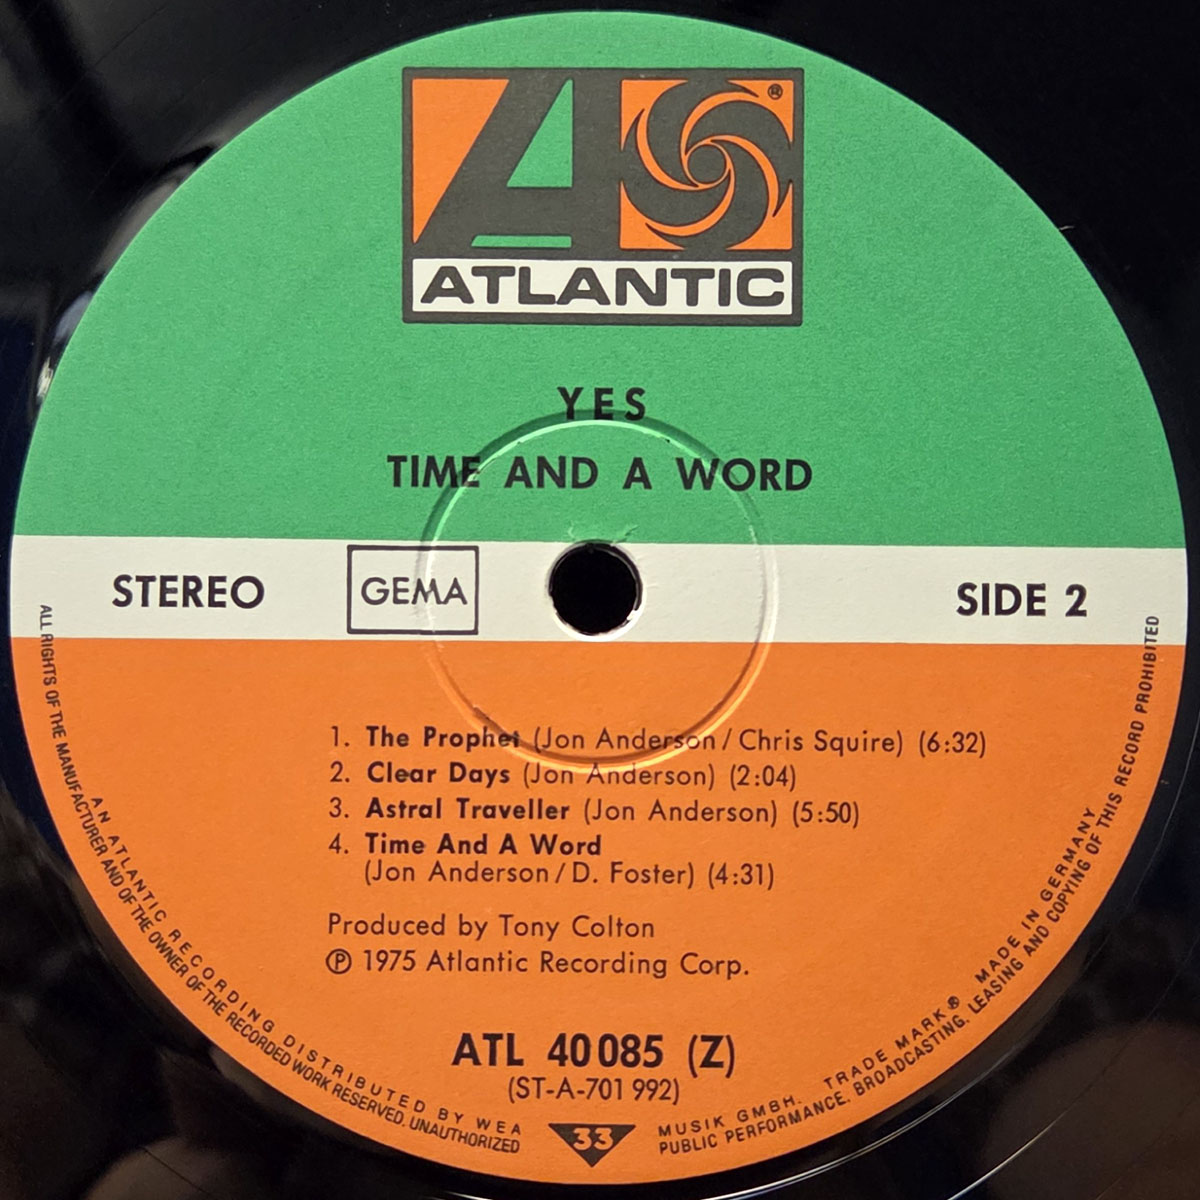 ATLANTIC
®
YES
TIME AND A WORD
STEREO
GEMA
SIDE 2
1. The Prophet (Jon Anderson / Chris Squire) (6:32)
2. Clear Days (Jon Anderson) (2:04)
3. Astral Traveller (Jon Anderson) (5:50)
4. Time And A Word
(Jon Anderson / D. Foster) (4:31)
Produced by Tony Colton
℗ 1975 Atlantic Recording Corp.
ATL 40 085 (Z)
(ST-A-701 992)
33
AN ATLANTIC RECORDING DISTRIBUTED BY WEA MUSIK GMBH. TRADE MARK® MADE IN GERMANY
ALL RIGHTS OF THE MANUFACTURER AND OF THE OWNER OF THE RECORDED WORK RESERVED. UNAUTHORIZED PUBLIC PERFORMANCE. BROADCASTING. LEASING AND COPYING OF THIS RECORD PROHIBITED